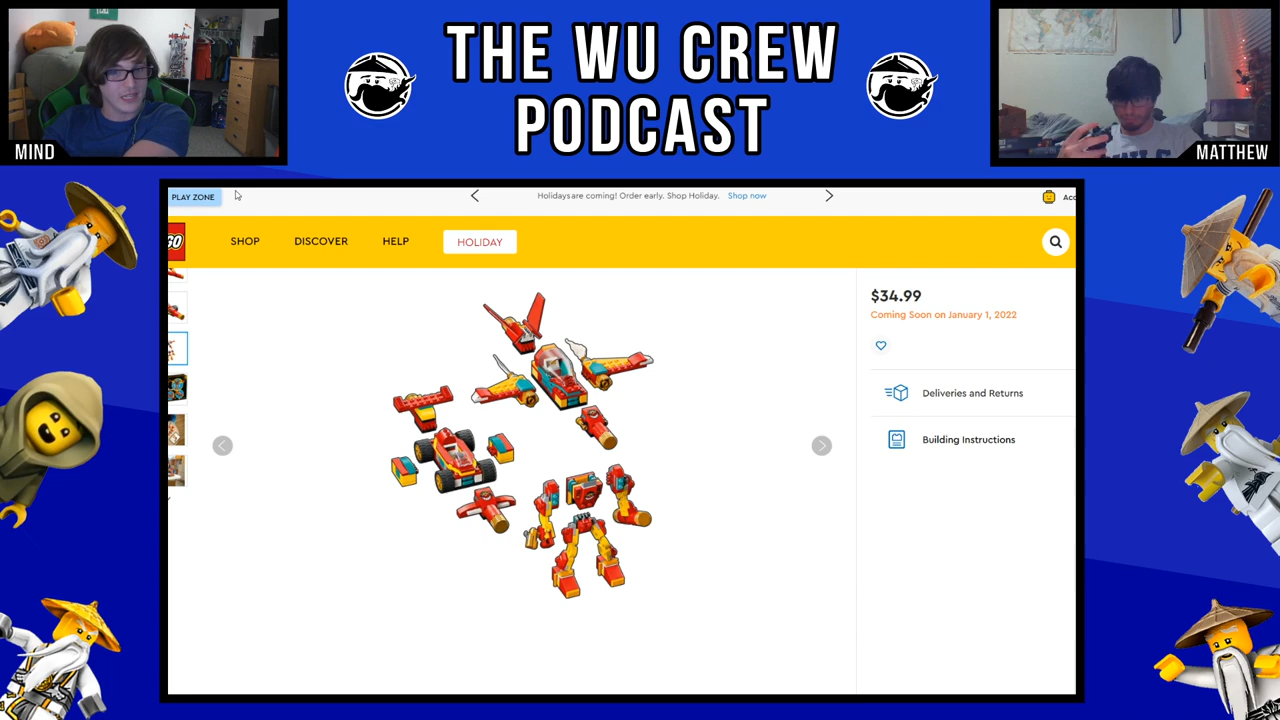 THE WU CREW
PODCAST
MIND
MATTHEW
PLAY ZONE
Holidays are coming! Order early. Shop Holiday. Shop now
SHOP DISCOVER HELP HOLIDAY
$34.99
Coming Soon on January 1, 2022
Deliveries and Returns
Building Instructions